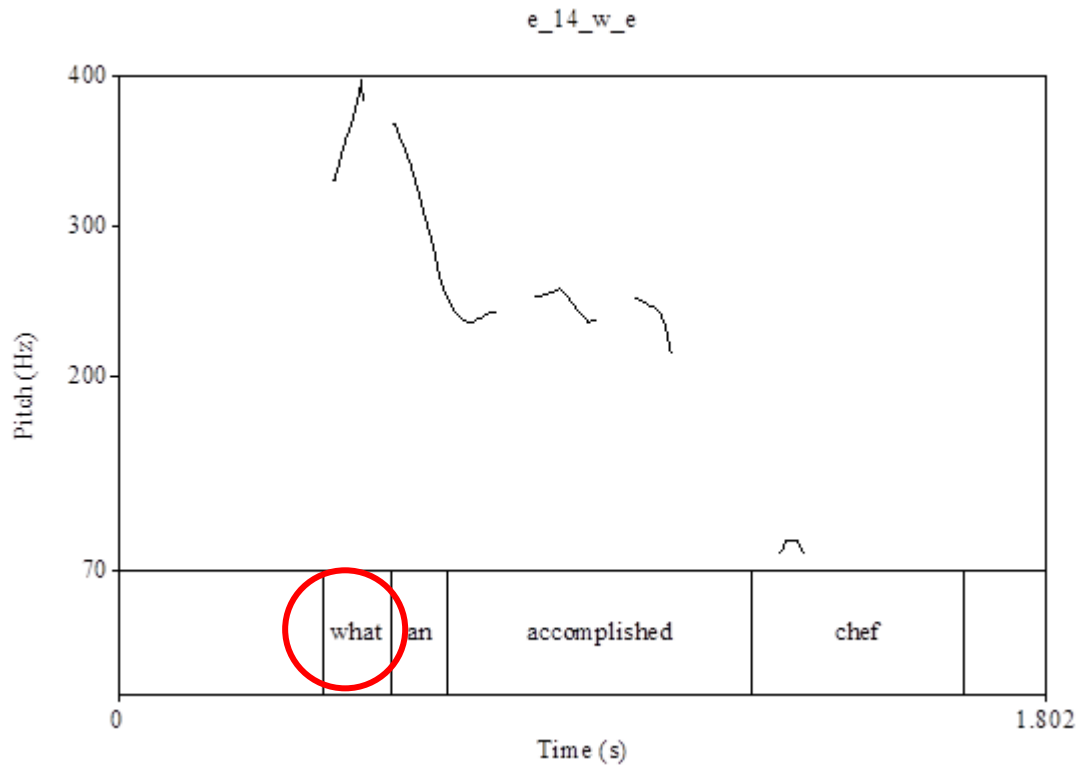 e_14_w_e
400
300
200
70
Pitch (Hz)
what an accomplished chef
0 1.802
Time (s)